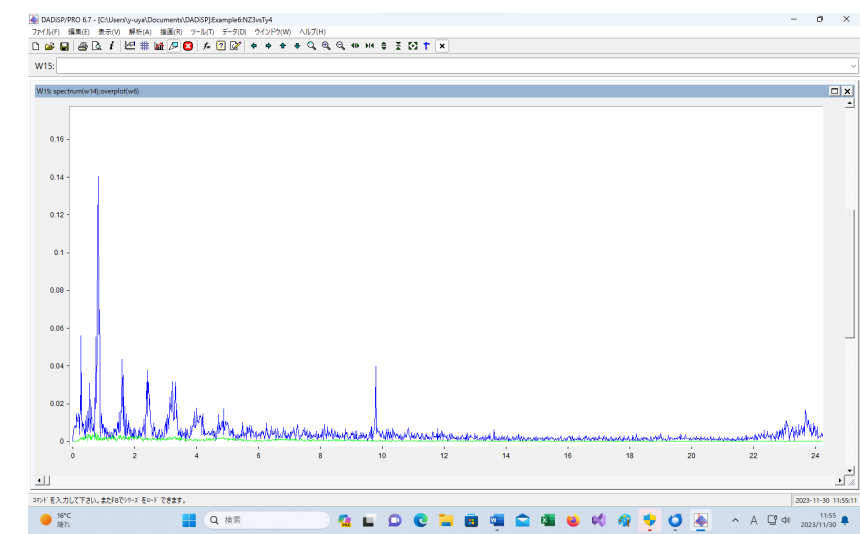 DADiSP/PRO 6.7 - [C:\Users\y-uya\Documents\DADiSP]:Example6:NZ3vsTy4
ファイル(F) 編集(E) 表示(V) 解析(A) 描画(R) ツール(T) データ(D) ウインドウ(W) ヘルプ(H)
W15:
W15: spectrum(w14);overplot(w6)
0.16
0.14
0.12
0.1
0.08
0.06
0.04
0.02
0
0 2 4 6 8 10 12 14 16 18 20 22 24
コマンド を入力して下さい。またF8でシリーズ をロード できます。
2023-11-30 11:55:11
16°C
晴れ
検索
A
11:55
2023/11/30